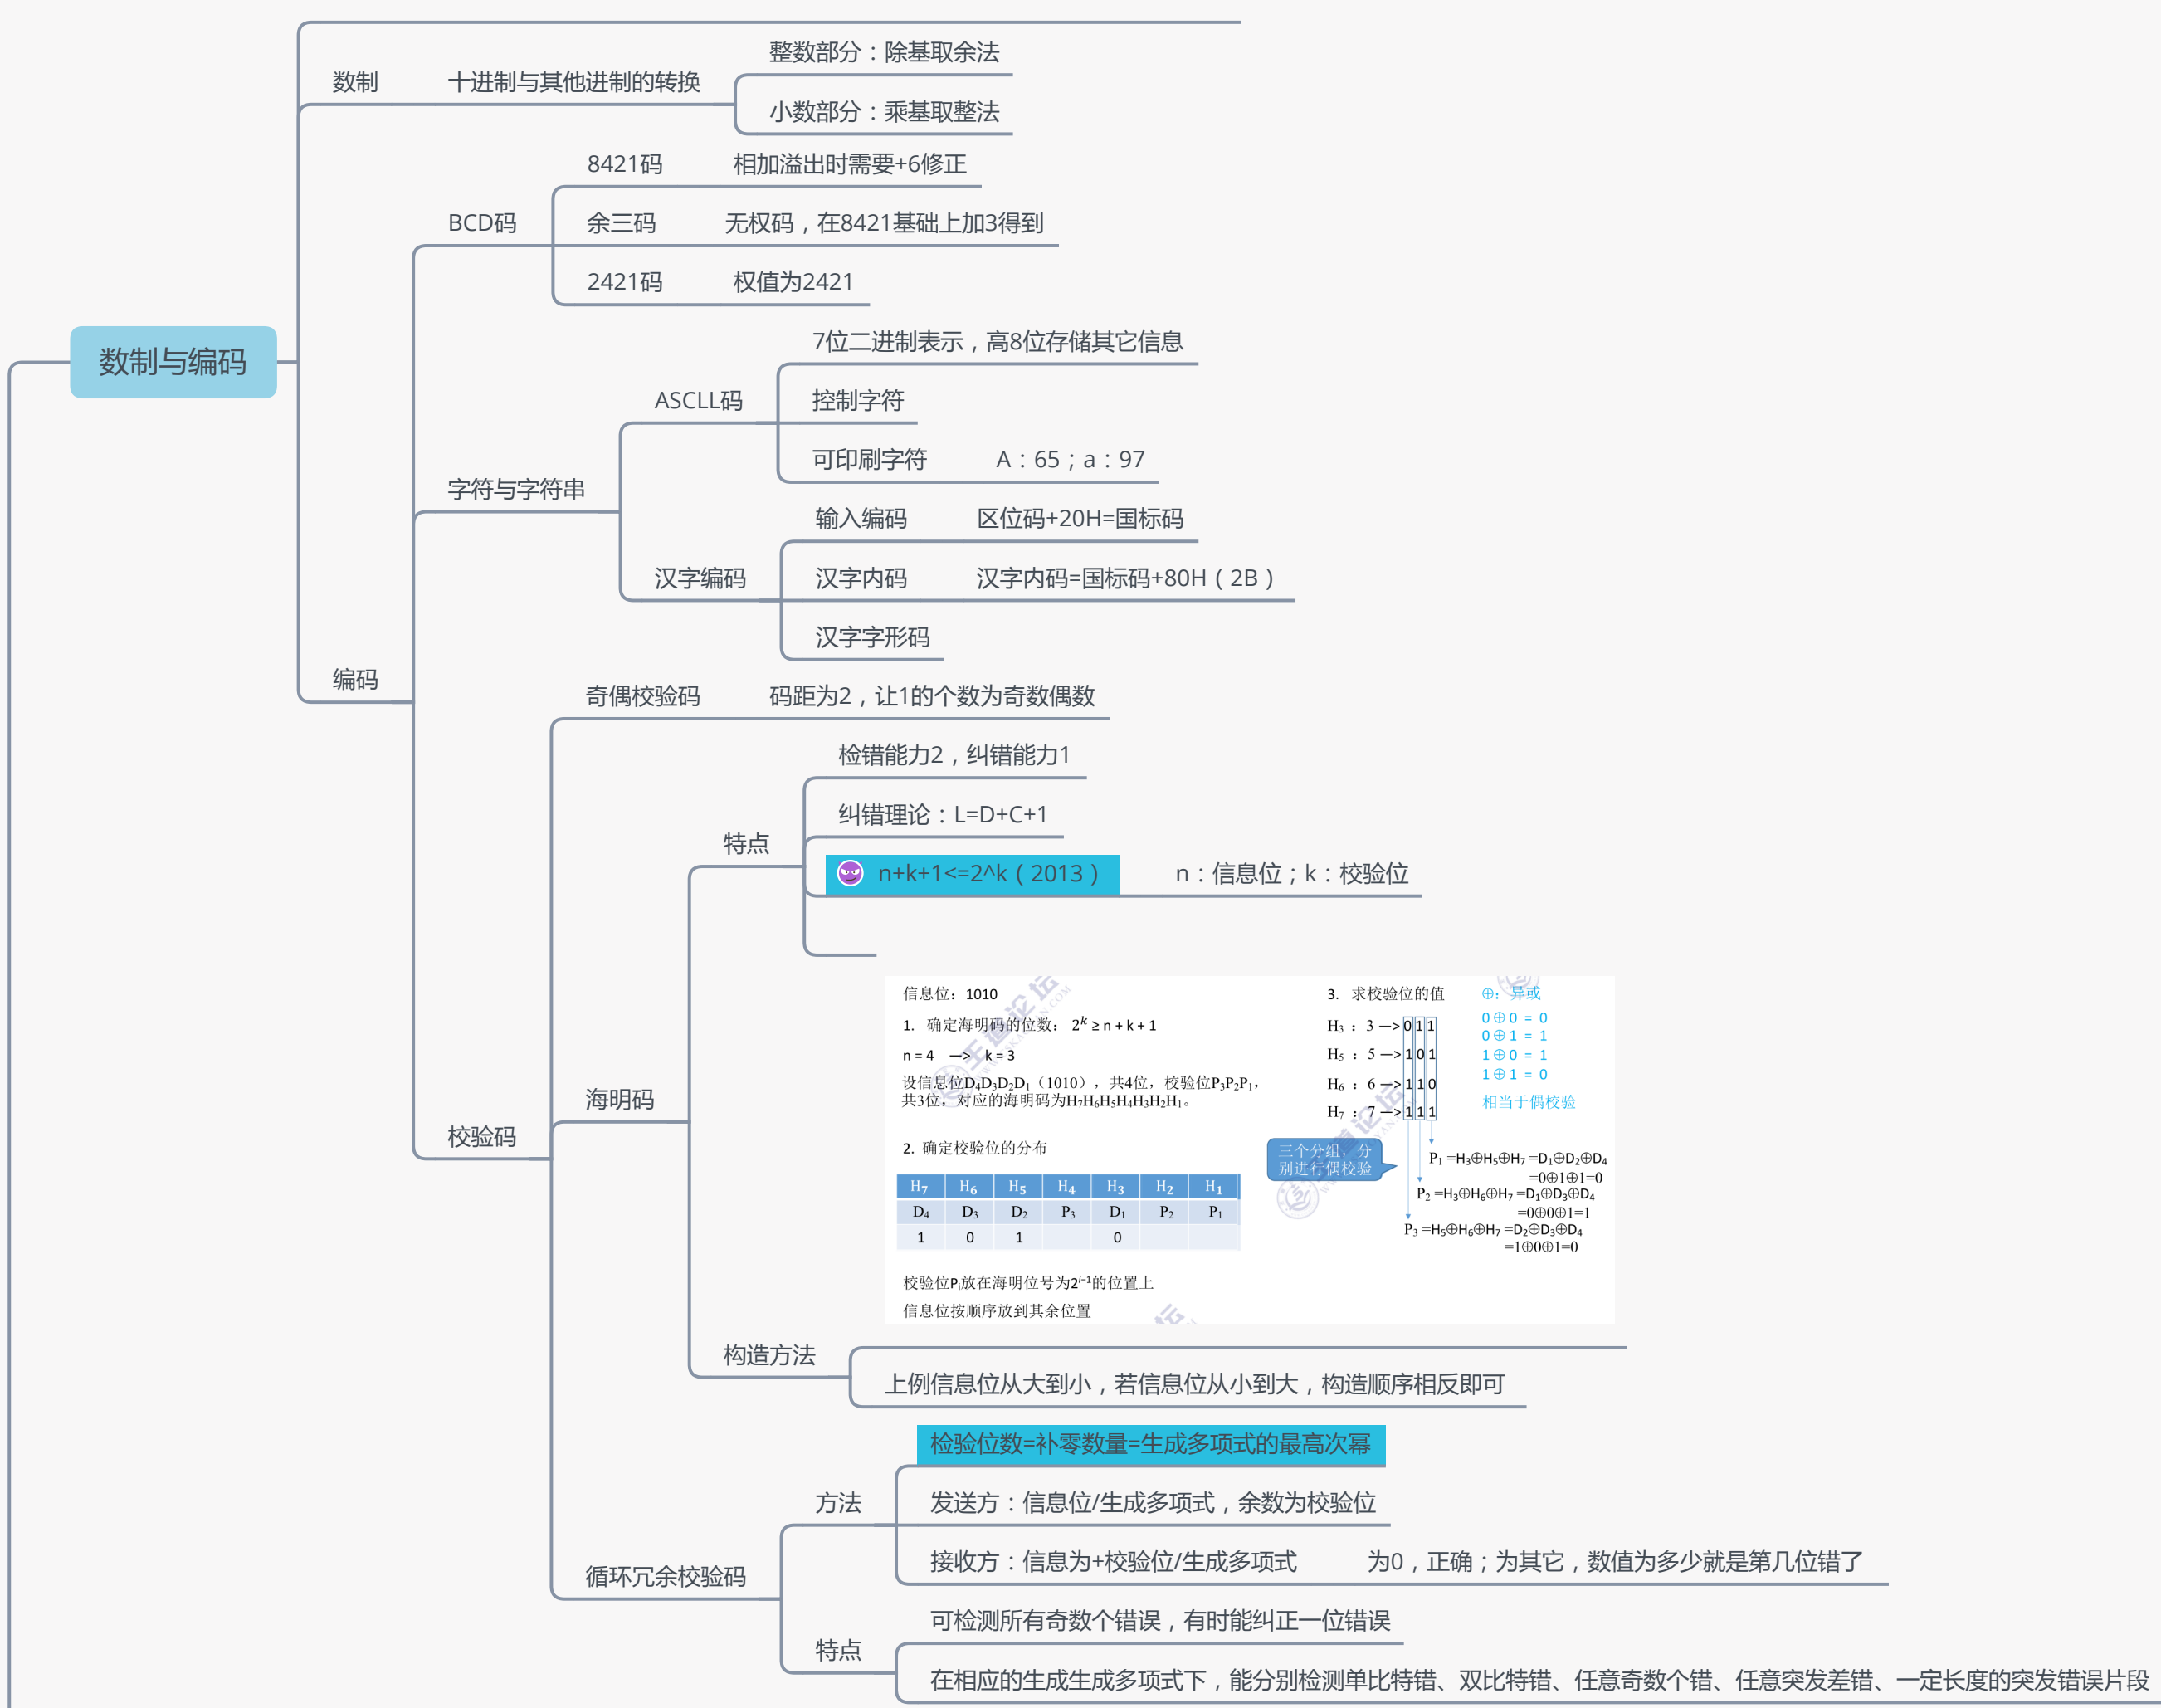 数制与编码
数制
十进制与其他进制的转换
整数部分：除基取余法
小数部分：乘基取整法
编码
BCD码
8421码 相加溢出时需要+6修正
余三码 无权码，在8421基础上加3得到
2421码 权值为2421
字符与字符串
ASCLL码
7位二进制表示，高8位存储其它信息
控制字符
可印刷字符 A：65；a：97
汉字编码
输入编码 区位码+20H=国标码
汉字内码 汉字内码=国标码+80H（2B）
汉字字形码
校验码
奇偶校验码 码距为2，让1的个数为奇数偶数
海明码
特点
检错能力2，纠错能力1
纠错理论：L=D+C+1
n+k+1<=2^k（2013） n：信息位；k：校验位
构造方法
信息位：1010
1. 确定海明码的位数： 2^k ≥ n + k + 1
n = 4 —> k = 3
设信息位D₄D₃D₂D₁（1010），共4位，校验位P₃P₂P₁，
共3位，对应的海明码为H₇H₆H₅H₄H₃H₂H₁。
2. 确定校验位的分布
H₇ H₆ H₅ H₄ H₃ H₂ H₁
D₄ D₃ D₂ P₃ D₁ P₂ P₁
1 0 1 0
校验位Pᵢ放在海明位号为2^(i−1)的位置上
信息位按顺序放到其余位置
3. 求校验位的值
H₃：3 —> 0 1 1
H₅：5 —> 1 0 1
H₆：6 —> 1 1 0
H₇：7 —> 1 1 1
⊕：异或
0 ⊕ 0 = 0
0 ⊕ 1 = 1
1 ⊕ 0 = 1
1 ⊕ 1 = 0
相当于偶校验
三个分组，分
别进行偶校验
P₁ =H₃⊕H₅⊕H₇ =D₁⊕D₂⊕D₄
=0⊕1⊕1=0
P₂ =H₃⊕H₆⊕H₇ =D₁⊕D₃⊕D₄
=0⊕0⊕1=1
P₃ =H₅⊕H₆⊕H₇ =D₂⊕D₃⊕D₄
=1⊕0⊕1=0
上例信息位从大到小，若信息位从小到大，构造顺序相反即可
循环冗余校验码
方法
检验位数=补零数量=生成多项式的最高次幂
发送方：信息位/生成多项式，余数为校验位
接收方：信息为+校验位/生成多项式 为0，正确；为其它，数值为多少就是第几位错了
特点
可检测所有奇数个错误，有时能纠正一位错误
在相应的生成生成多项式下，能分别检测单比特错、双比特错、任意奇数个错、任意突发差错、一定长度的突发错误片段